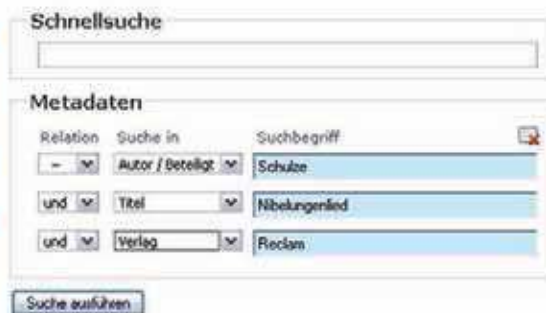 Schnellsuche
Metadaten
Relation Suche in Suchbegriff
– Autor / Beteiligt Schulze
und Titel Nibelungenlied
und Verlag Reclam
Suche ausführen